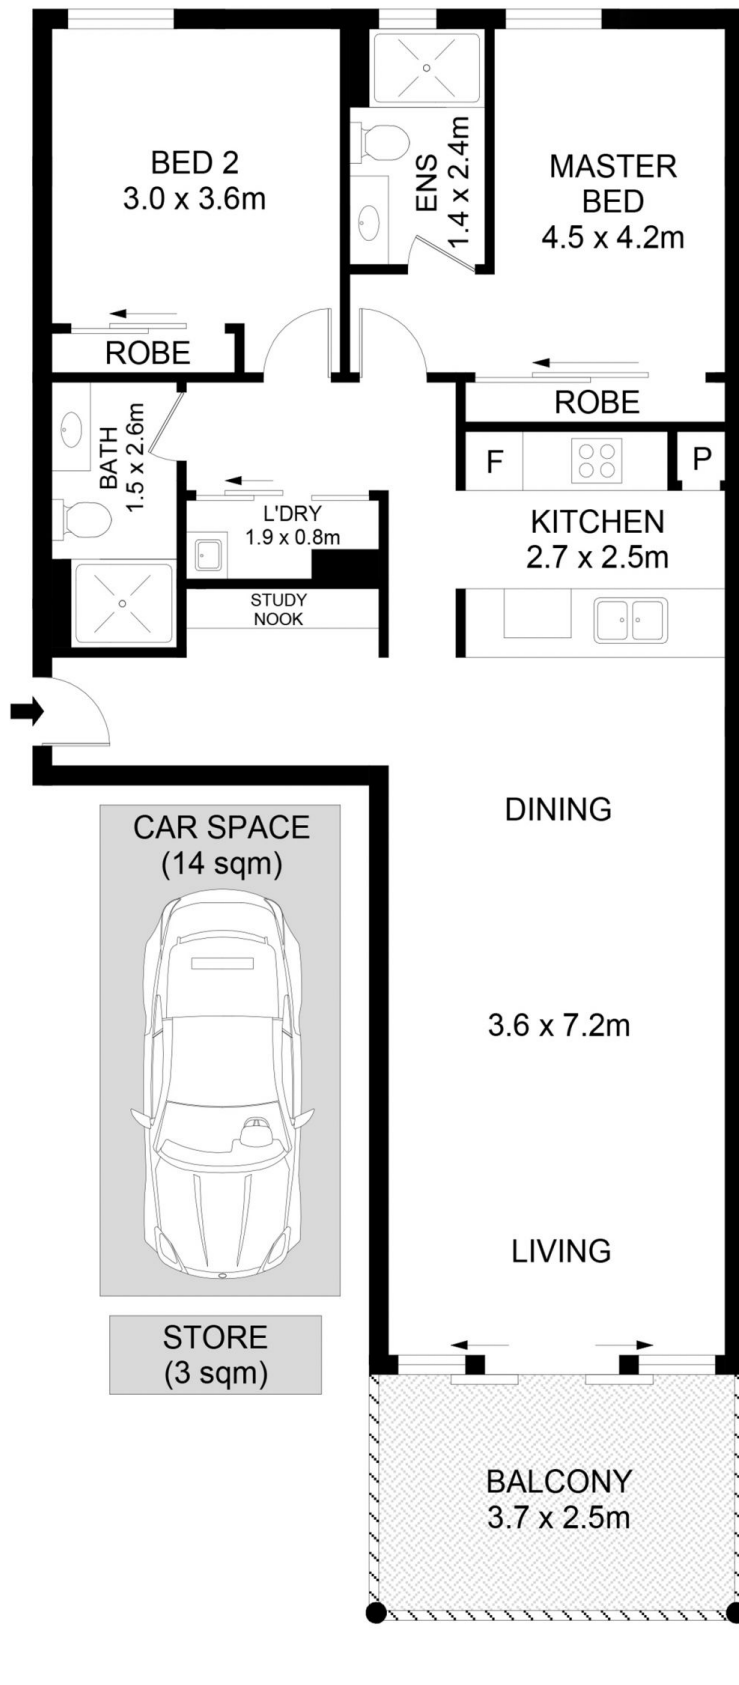 BED 2
3.0 x 3.6m
ENS
1.4 x 2.4m
MASTER
BED
4.5 x 4.2m
ROBE
ROBE
BATH
1.5 x 2.6m
F
P
L'DRY
1.9 x 0.8m
KITCHEN
2.7 x 2.5m
STUDY
NOOK
DINING
CAR SPACE
(14 sqm)
3.6 x 7.2m
LIVING
STORE
(3 sqm)
BALCONY
3.7 x 2.5m